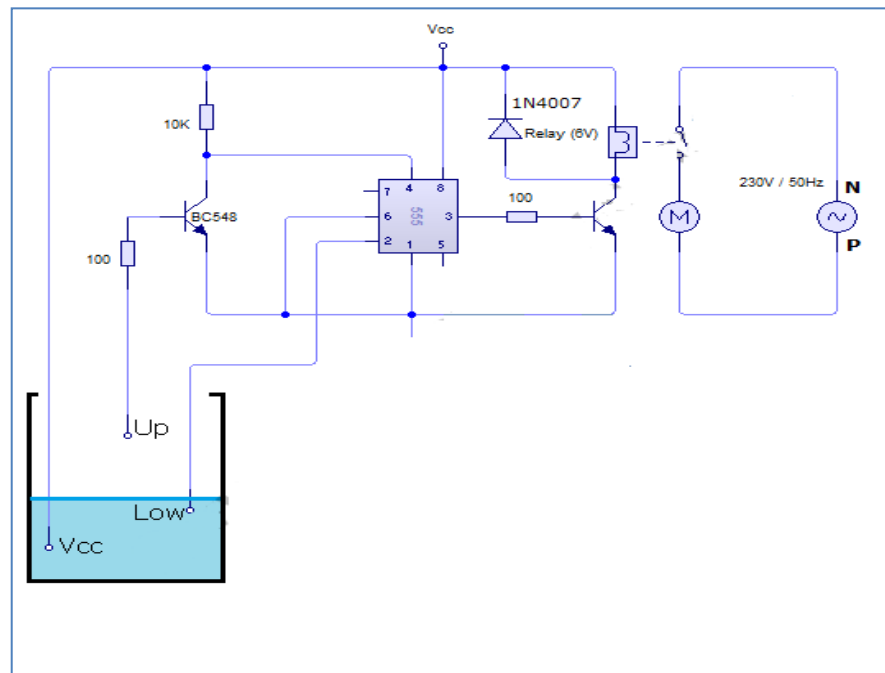 Vcc
1N4007
Relay (6V)
10K
230V / 50Hz
N
P
BC548
100
100
7
6
2
4
8
3
1
5
555
M
Up
Low
Vcc